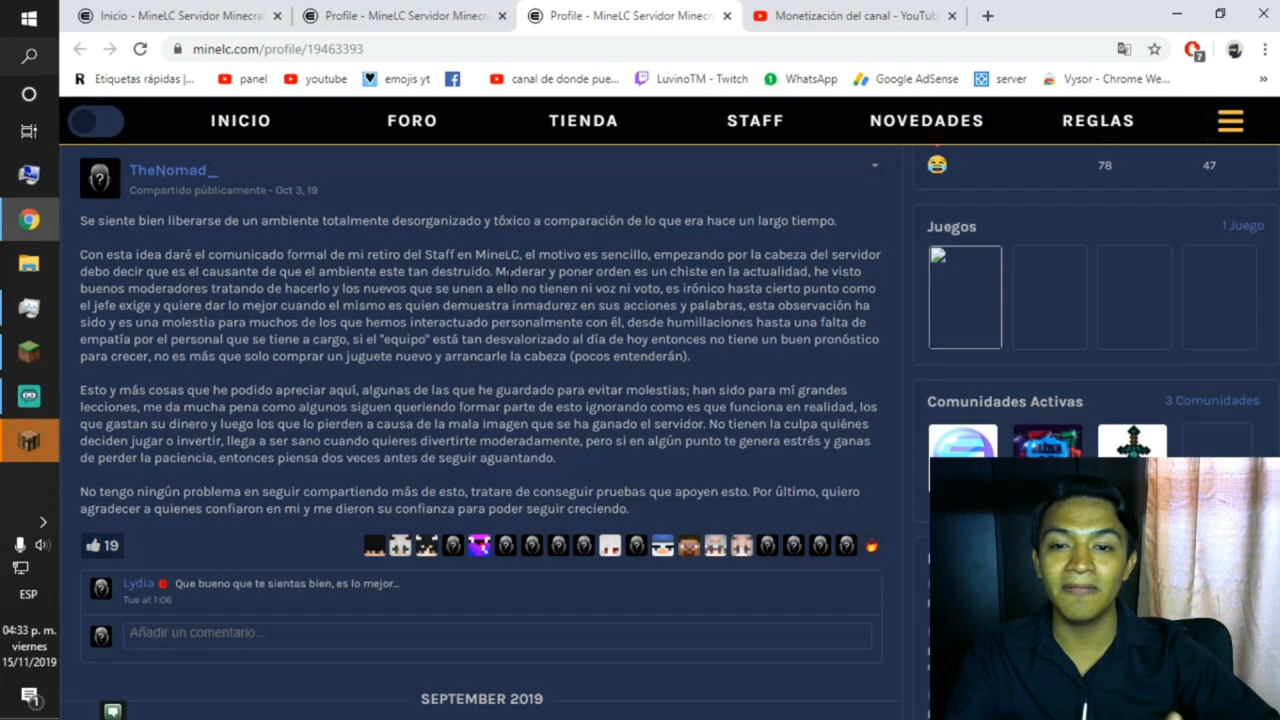 Inicio - MineLC Servidor Minecra
Profile - MineLC Servidor Minecra
Profile - MineLC Servidor Minecra
Monetización del canal - YouTub
minelc.com/profile/19463393
7
Etiquetas rápidas |...
panel
youtube
emojis yt
canal de donde pue...
LuvinoTM - Twitch
WhatsApp
Google AdSense
server
Vysor - Chrome We...
INICIO
FORO
TIENDA
STAFF
NOVEDADES
REGLAS
TheNomad_
Compartido públicamente - Oct 3, 19
Se siente bien liberarse de un ambiente totalmente desorganizado y tóxico a comparación de lo que era hace un largo tiempo.
Con esta idea daré el comunicado formal de mi retiro del Staff en MineLC, el motivo es sencillo, empezando por la cabeza del servidor
debo decir que es el causante de que el ambiente este tan destruido. Moderar y poner orden es un chiste en la actualidad, he visto
buenos moderadores tratando de hacerlo y los nuevos que se unen a ello no tienen ni voz ni voto, es irónico hasta cierto punto como
el jefe exige y quiere dar lo mejor cuando el mismo es quien demuestra inmadurez en sus acciones y palabras, esta observación ha
sido y es una molestia para muchos de los que hemos interactuado personalmente con él, desde humillaciones hasta una falta de
empatía por el personal que se tiene a cargo, si el "equipo" está tan desvalorizado al día de hoy entonces no tiene un buen pronóstico
para crecer, no es más que solo comprar un juguete nuevo y arrancarle la cabeza (pocos entenderán).
Esto y más cosas que he podido apreciar aquí, algunas de las que he guardado para evitar molestias; han sido para mí grandes
lecciones, me da mucha pena como algunos siguen queriendo formar parte de esto ignorando como es que funciona en realidad, los
que gastan su dinero y luego los que lo pierden a causa de la mala imagen que se ha ganado el servidor. No tienen la culpa quiénes
deciden jugar o invertir, llega a ser sano cuando quieres divertirte moderadamente, pero si en algún punto te genera estrés y ganas
de perder la paciencia, entonces piensa dos veces antes de seguir aguantando.
No tengo ningún problema en seguir compartiendo más de esto, tratare de conseguir pruebas que apoyen esto. Por último, quiero
agradecer a quienes confiaron en mi y me dieron su confianza para poder seguir creciendo.
19
Lydia
Que bueno que te sientas bien, es lo mejor...
Tue at 1:06
Añadir un comentario...
SEPTEMBER 2019
78
47
Juegos
1 Juego
Comunidades Activas
3 Comunidades
ESP
04:33 p. m.
viernes
15/11/2019
1